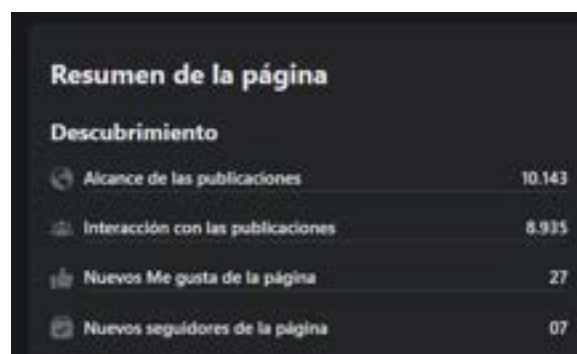 Resumen de la página
Descubrimiento
Alcance de las publicaciones 10.143
Interacción con las publicaciones 8.935
Nuevos Me gusta de la página 27
Nuevos seguidores de la página 07